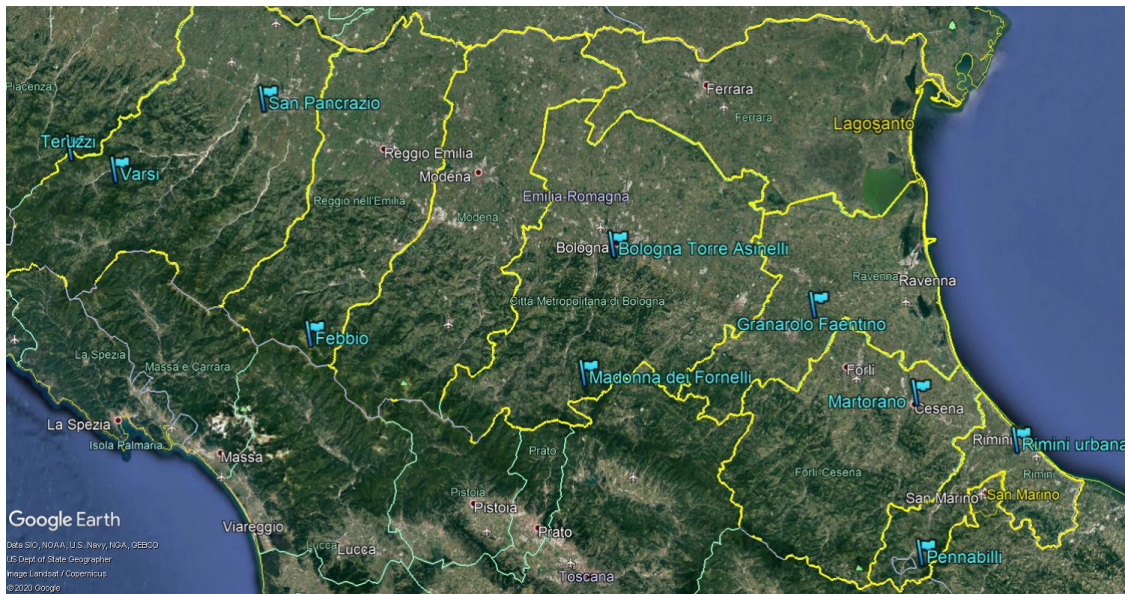 Ferrara
Piacenza
San Pancrazio
Ferrara
Lagosanto
Teruzzi
Varsi
Reggio Emilia
Modena
Reggio nell'Emilia
Emilia-Romagna
Modena
Bologna
Bologna Torre Asinelli
Ravenna
Ravenna
Città Metropolitana di Bologna
Granarolo Faentino
Febbio
La Spezia
Massa e Carrara
Madonna dei Fornelli
Forlì
Martorano
Cesena
La Spezia
Isola Palmaria
Rimini
Rimini urbana
Massa
Prato
Forlì-Cesena
Rimini
Pistoia
Pistoia
San Marino
San Marino
Google Earth
Viareggio
Prato
Lucca
Lucca
Pennabilli
Toscana
Data SIO, NOAA, U.S. Navy, NGA, GEBCO
US Dept of State Geographer
Image Landsat / Copernicus
© 2020 Google